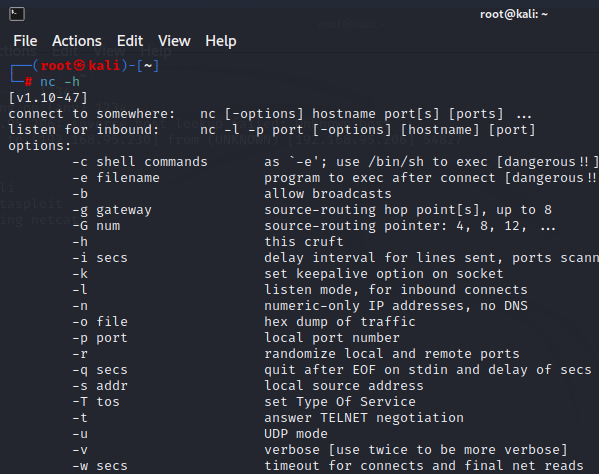 root@kali: ~
File Actions Edit View Help
┌──(root㉿kali)-[~]
└─# nc -h
[v1.10-47]
connect to somewhere: nc [-options] hostname port[s] [ports] ...
listen for inbound: nc -l -p port [-options] [hostname] [port]
options:
-c shell commands as `-e'; use /bin/sh to exec [dangerous!!]
-e filename program to exec after connect [dangerous!!
-b allow broadcasts
-g gateway source-routing hop point[s], up to 8
-G num source-routing pointer: 4, 8, 12, ...
-h this cruft
-i secs delay interval for lines sent, ports scann
-k set keepalive option on socket
-l listen mode, for inbound connects
-n numeric-only IP addresses, no DNS
-o file hex dump of traffic
-p port local port number
-r randomize local and remote ports
-q secs quit after EOF on stdin and delay of secs
-s addr local source address
-T tos set Type Of Service
-t answer TELNET negotiation
-u UDP mode
-v verbose [use twice to be more verbose]
-w secs timeout for connects and final net reads